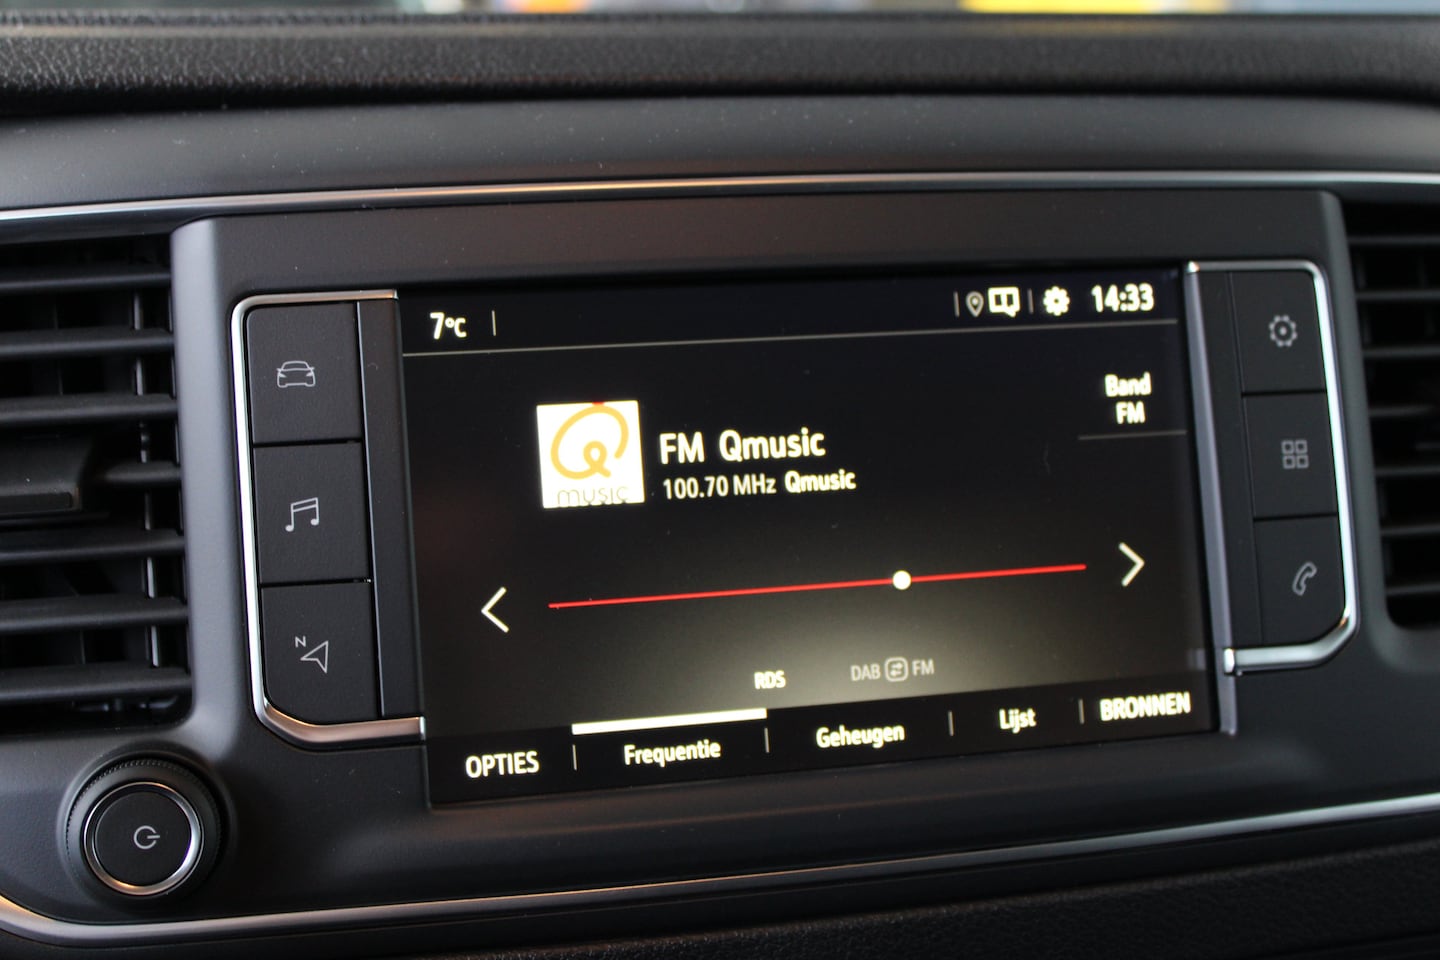 7°C
14:33
Band
FM
FM Qmusic
100.70 MHz Qmusic
music
N
RDS
DAB FM
OPTIES
Frequentie
Geheugen
Lijst
BRONNEN